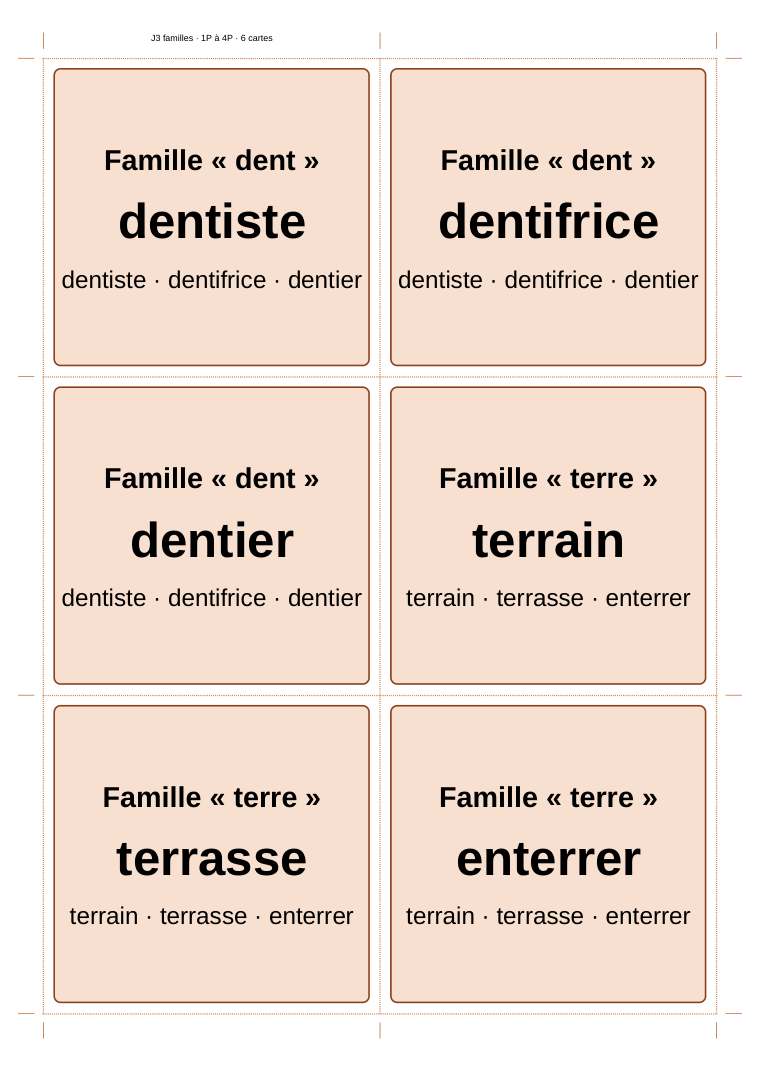 J3 familles · 1P à 4P · 6 cartes
Famille « dent »
dentiste
dentiste · dentifrice · dentier
Famille « dent »
dentifrice
dentiste · dentifrice · dentier
Famille « dent »
dentier
dentiste · dentifrice · dentier
Famille « terre »
terrain
terrain · terrasse · enterrer
Famille « terre »
terrasse
terrain · terrasse · enterrer
Famille « terre »
enterrer
terrain · terrasse · enterrer